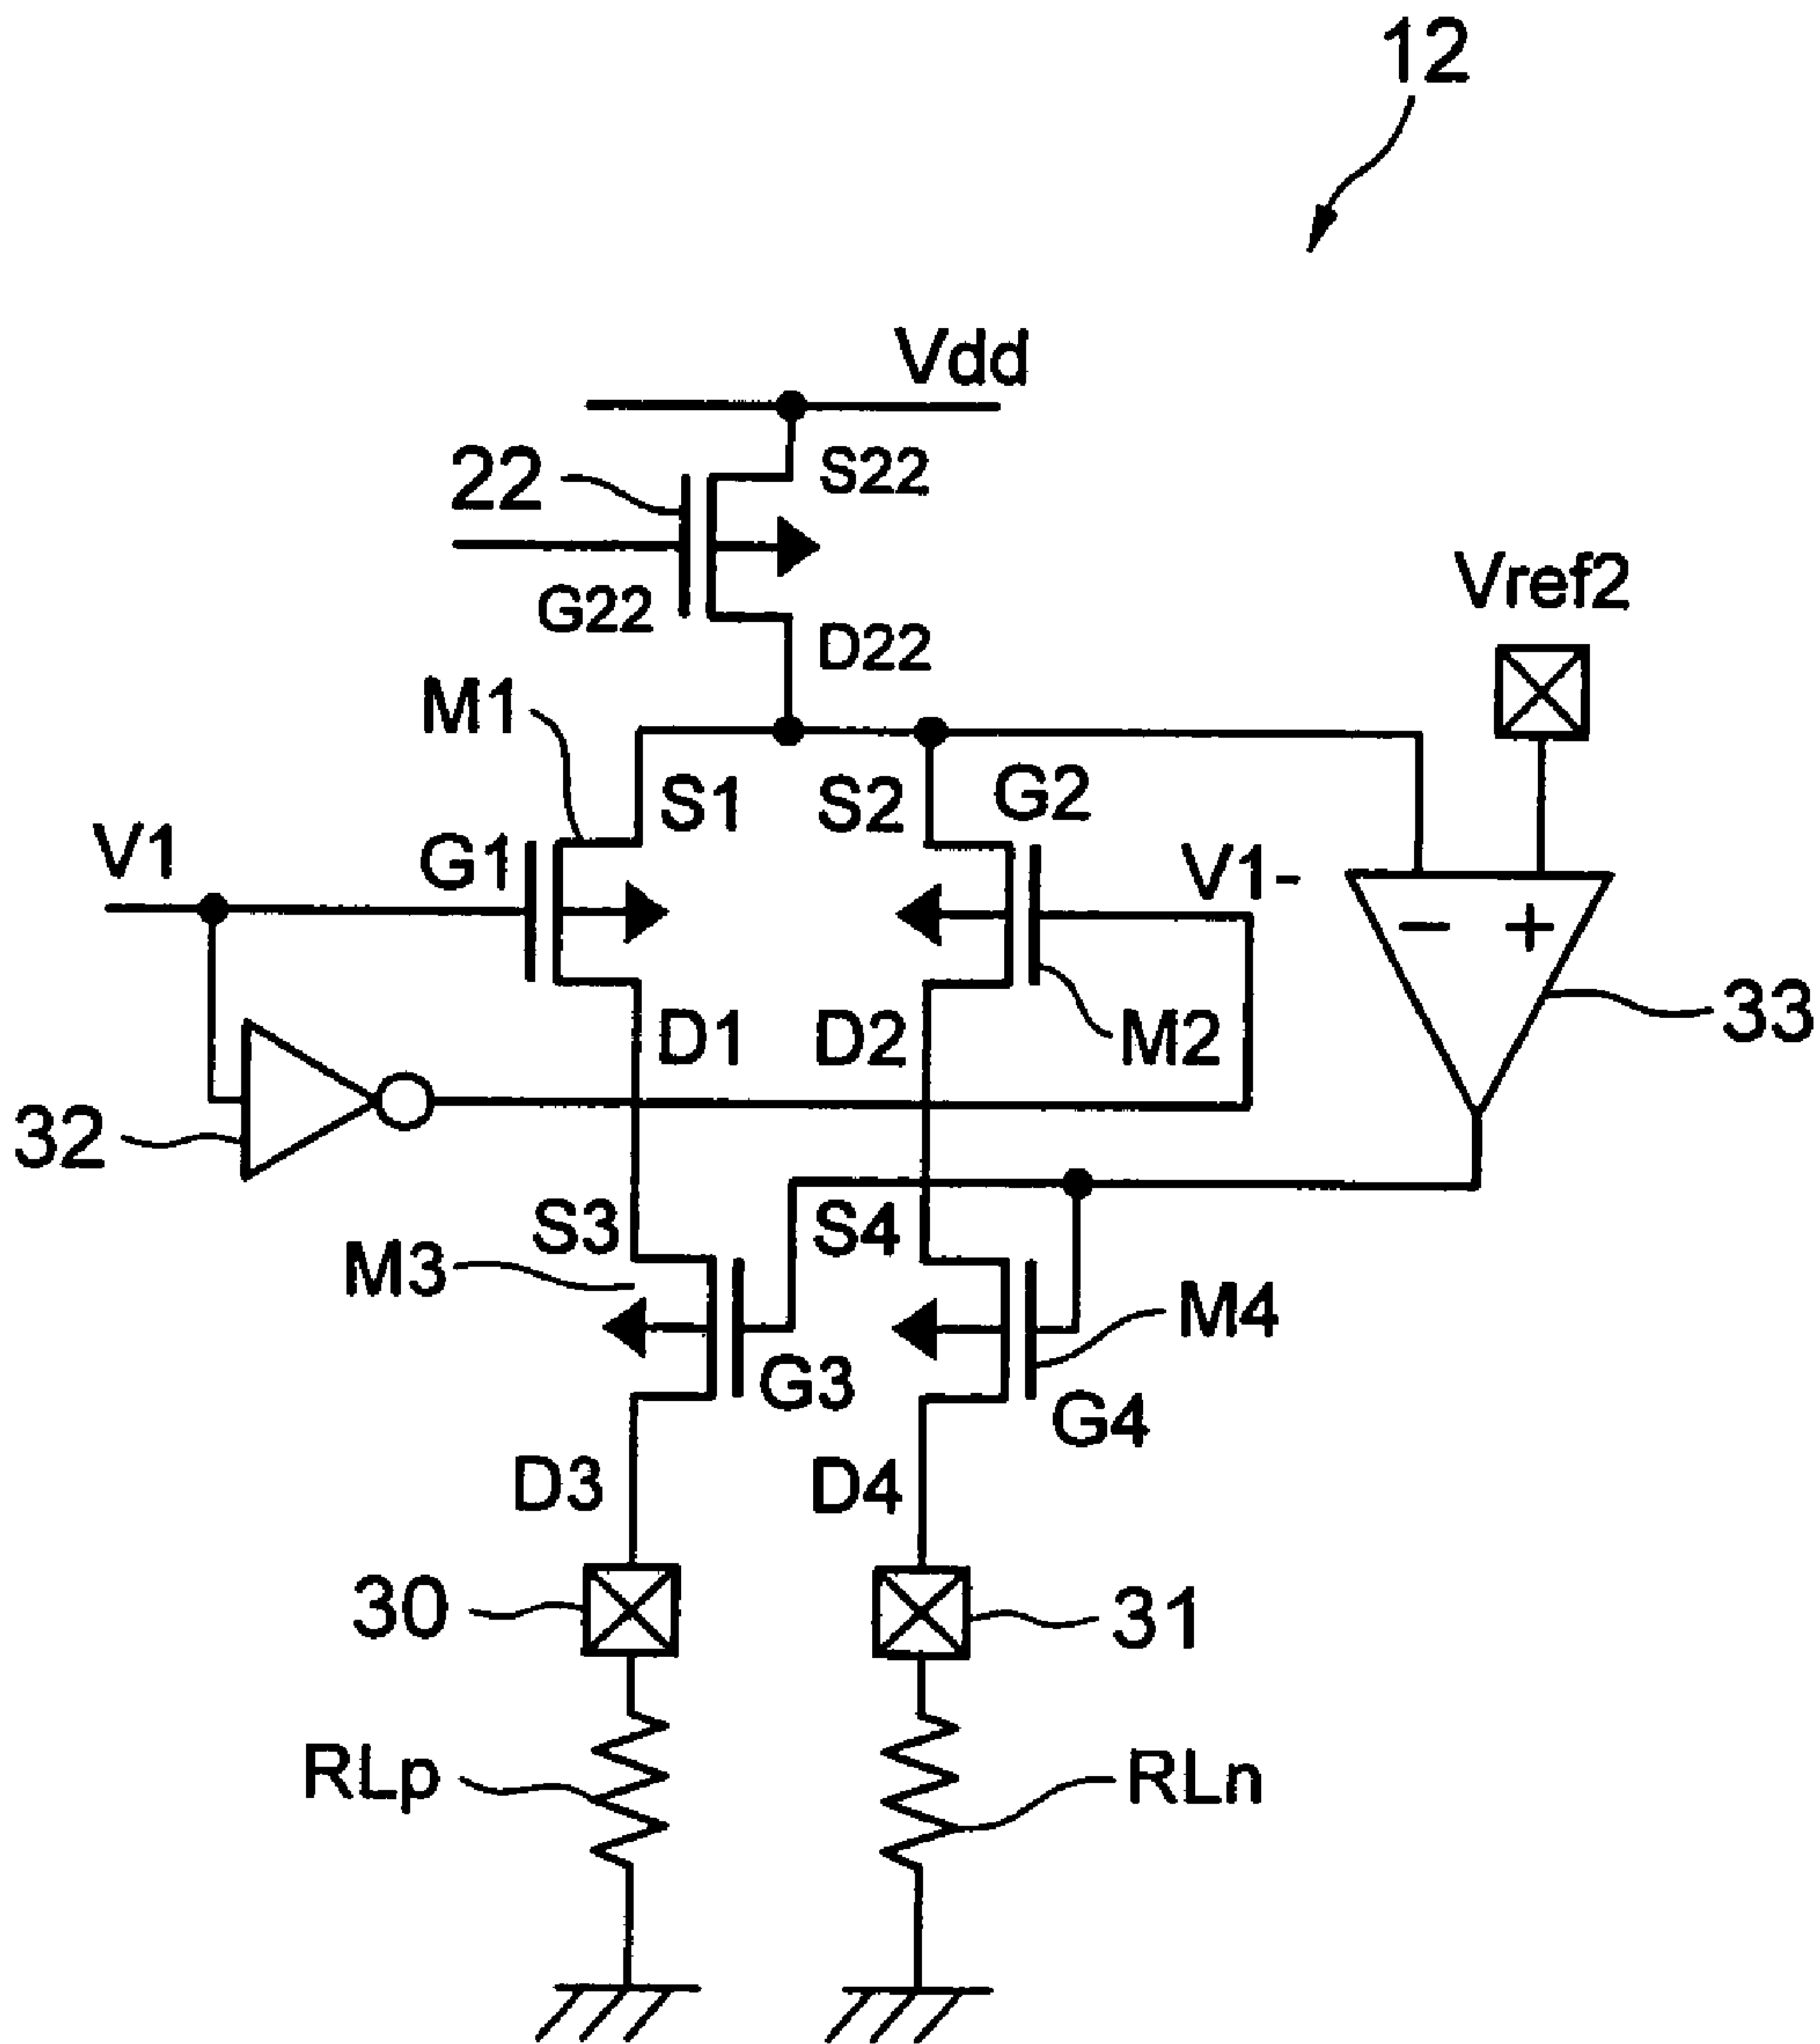 12
Vdd
22
S22
G22
D22
Vref2
M1
S1
S2
G2
V1
G1
V1-
- +
D1
D2
M2
33
32
S3
S4
M3
M4
G3
G4
D3
D4
30
31
RLp
RLn